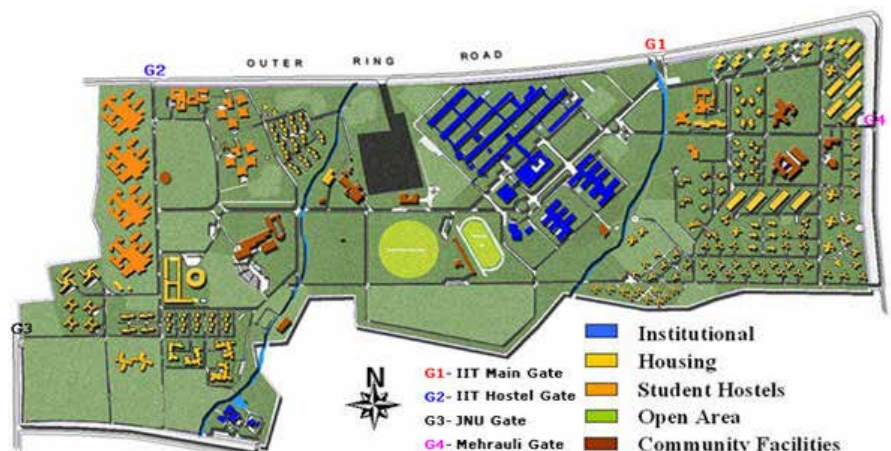 G1
OUTER RING ROAD
G2
G4
G3
N
G1- IIT Main Gate
G2- IIT Hostel Gate
G3- JNU Gate
G4- Mehrauli Gate
Institutional
Housing
Student Hostels
Open Area
Community Facilities